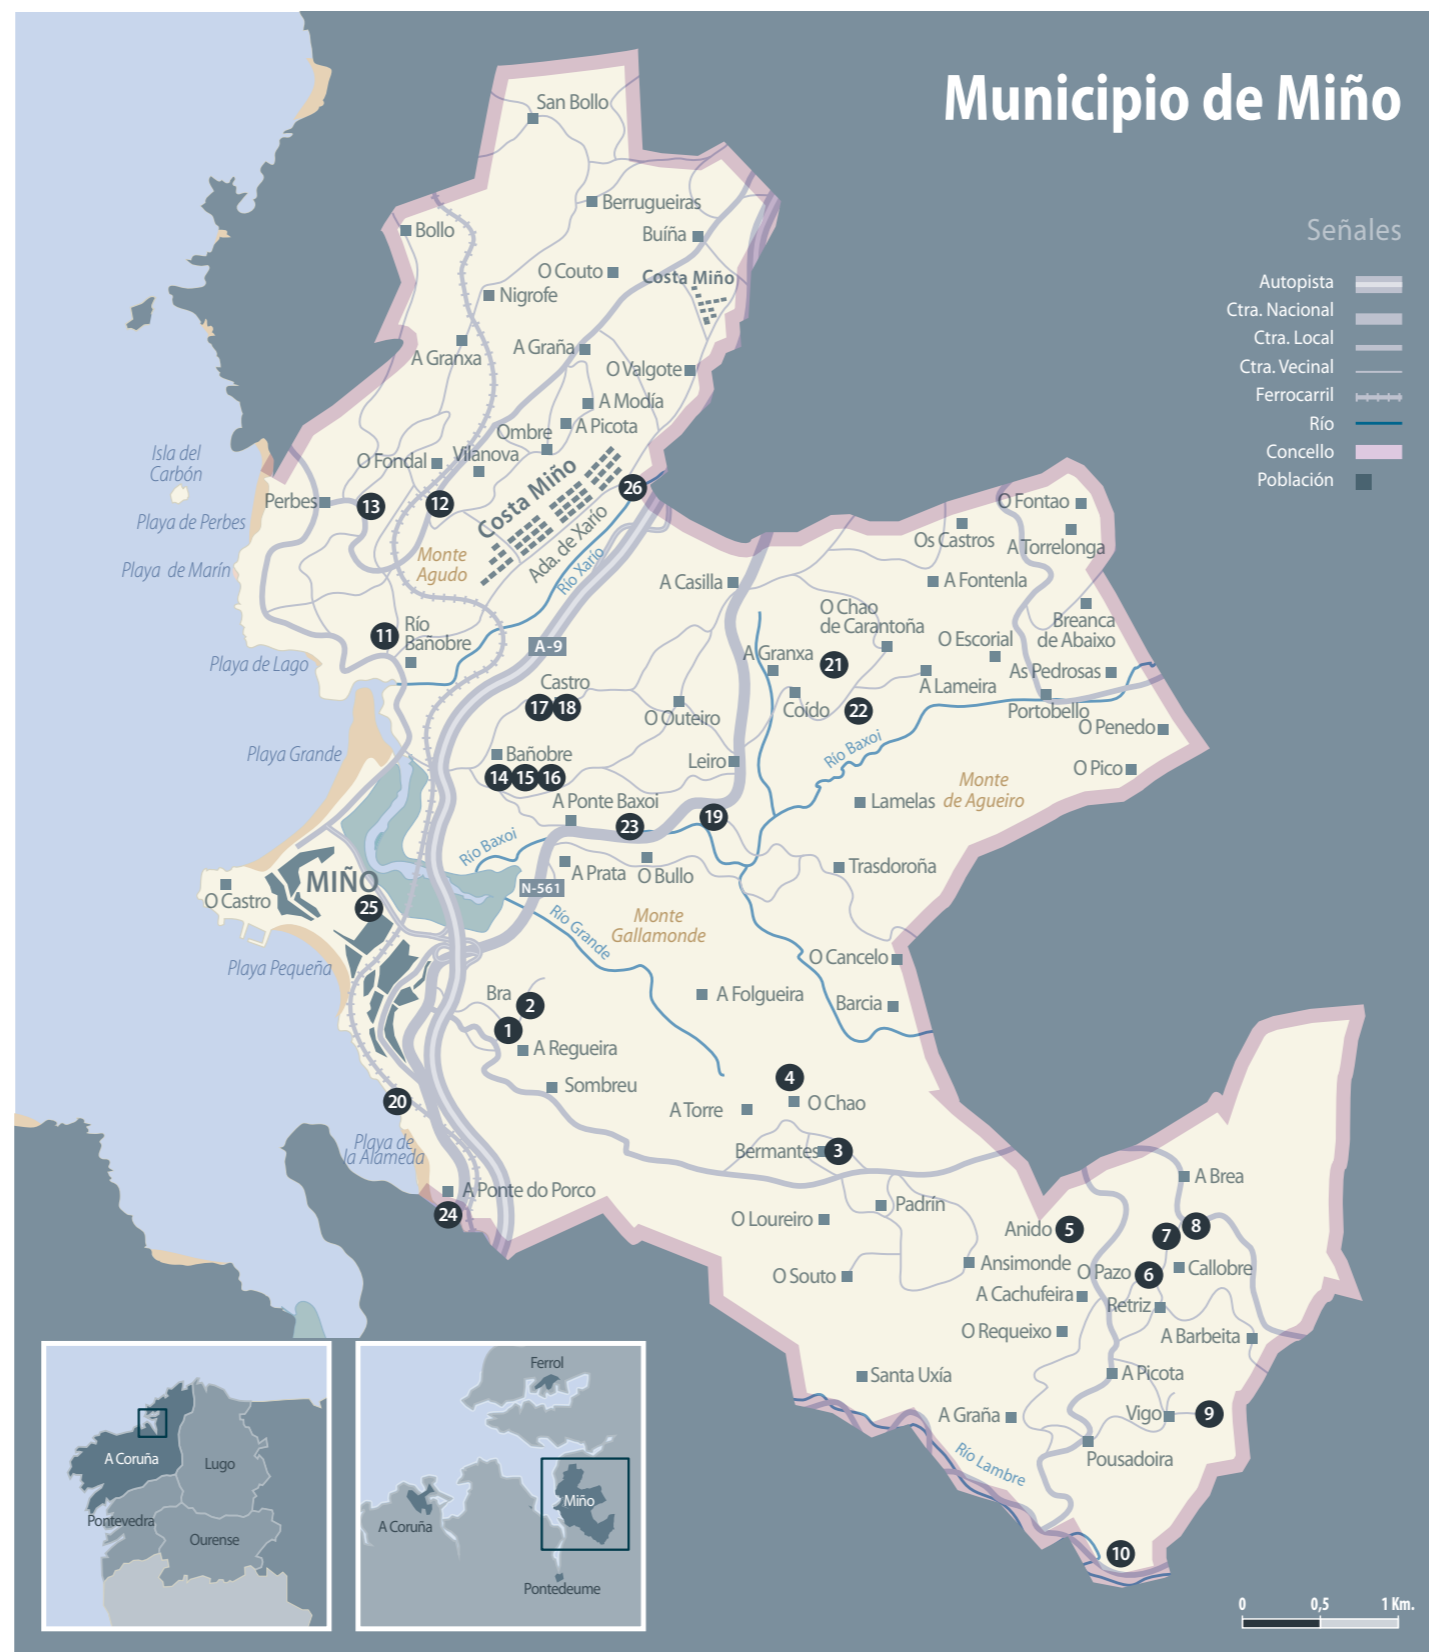 Municipio de Miño
Señales
Autopista
Ctra. Nacional
Ctra. Local
Ctra. Vecinal
Ferrocarril
Río
Concello
Población
San Bollo
Berrugueiras
Bollo
Buíña
O Couto
Costa Miño
Nigrofe
A Granxa
A Graña
O Valgote
A Modía
A Picota
Ombre
Vilanova
O Fondal
Isla del
Carbón
Costa Miño
26
Perbes
13
12
Playa de Perbes
Ada. de Xarío
Río Xarío
Monte
Agudo
Playa de Marín
O Fontao
Os Castros
A Torrelonga
A Casilla
A Fontenla
O Chao
de Carantoña
Breanca
de Abaixo
11
Río
Bañobre
A-9
O Escorial
A Granxa
21
Playa de Lago
As Pedrosas
A Lameira
Castro
17
18
O Outeiro
Coído
22
Portobello
O Penedo
Playa Grande
Bañobre
Leiro
Río Baxoi
O Pico
14
15
16
Monte
de Agueiro
A Ponte Baxoi
Lamelas
23
19
Río Baxoi
A Prata
O Bullo
Trasdoroña
MIÑO
N-561
O Castro
25
Río Grande
Monte
Gallamonde
Playa Pequeña
O Cancelo
Bra
2
A Folgueira
Barcia
1
A Regueira
4
Sombreu
20
A Torre
O Chao
Playa de
la Alameda
Bermantes
3
A Ponte do Porco
A Brea
24
Padrín
O Loureiro
Anido
5
7
8
Ansimonde
O Pazo
6
Callobre
O Souto
A Cachufeira
Retriz
O Requeixo
A Barbeita
Santa Uxía
A Picota
A Graña
Vigo
9
Río Lambre
Pousadoira
10
A Coruña
Lugo
Pontevedra
Ourense
Ferrol
Miño
A Coruña
Pontedeume
0 0,5 1 Km.